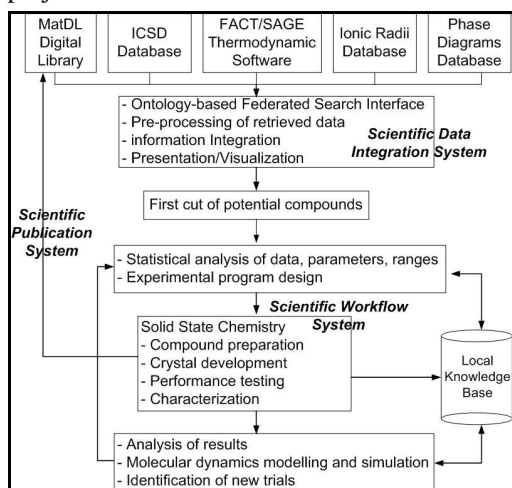 MatDL
Digital
Library
ICSD
Database
FACT/SAGE
Thermodynamic
Software
Ionic Radii
Database
Phase
Diagrams
Database
- Ontology-based Federated Search Interface
- Pre-processing of retrieved data
- information Integration
- Presentation/Visualization
Scientific Data
Integration System
First cut of potential compounds
Scientific
Publication
System
- Statistical analysis of data, parameters, ranges
- Experimental program design
Scientific Workflow
System
Solid State Chemistry
- Compound preparation
- Crystal development
- Performance testing
- Characterization
Local
Knowledge
Base
- Analysis of results
- Molecular dynamics modelling and simulation
- Identification of new trials